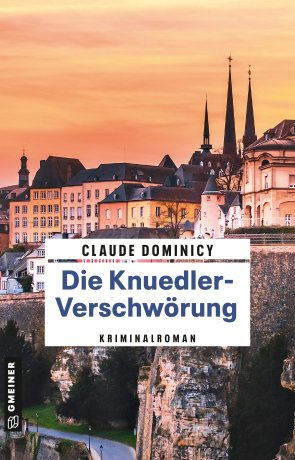 CLAUDE DOMINICY
Die Knuedler-
Verschwörung
KRIMINALROMAN
GMEINER